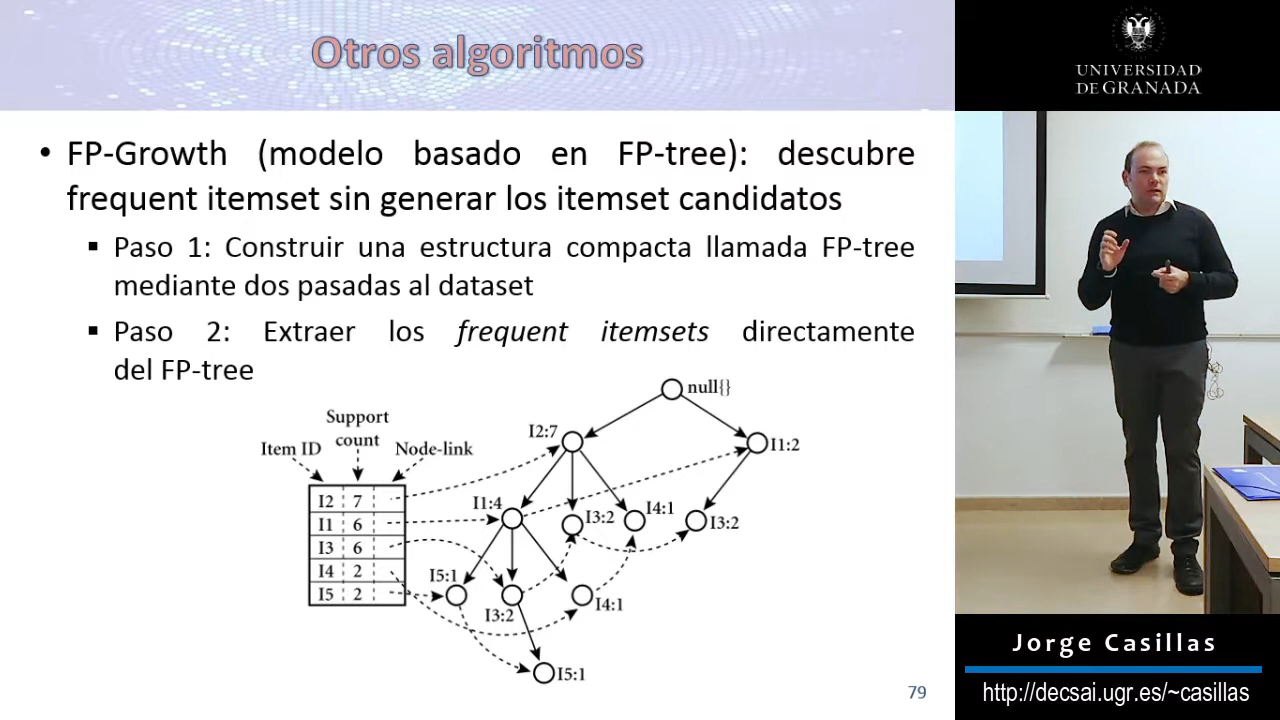 Otros algoritmos
• FP-Growth (modelo basado en FP-tree): descubre
frequent itemset sin generar los itemset candidatos
▪ Paso 1: Construir una estructura compacta llamada FP-tree
mediante dos pasadas al dataset
▪ Paso 2: Extraer los frequent itemsets directamente
del FP-tree
Support
count
Item ID
Node-link
I2 7
I1 6
I3 6
I4 2
I5 2
null{}
I2:7
I1:2
I1:4
I3:2
I4:1
I3:2
I5:1
I3:2
I4:1
I5:1
79
UNIVERSIDAD
DE GRANADA
Jorge Casillas
http://decsai.ugr.es/~casillas